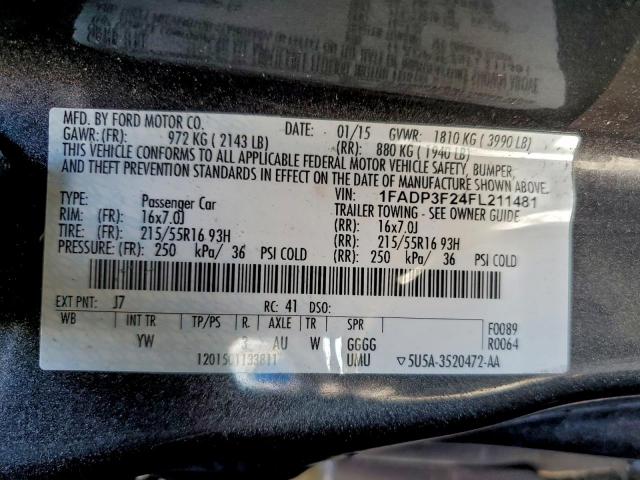 MFD. BY FORD MOTOR CO.
DATE: 01/15 GVWR: 1810 KG ( 3990 LB)
GAWR: (FR): 972 KG ( 2143 LB) (RR): 880 KG ( 1940 LB)
THIS VEHICLE CONFORMS TO ALL APPLICABLE FEDERAL MOTOR VEHICLE SAFETY, BUMPER,
AND THEFT PREVENTION STANDARDS IN EFFECT ON THE DATE OF MANUFACTURE SHOWN ABOVE.
VIN: 1FADP3F24FL211481
TYPE: Passenger Car TRAILER TOWING - SEE OWNER GUIDE
RIM: (FR): 16x7.0J (RR): 16x7.0J
TIRE: (FR): 215/55R16 93H (RR): 215/55R16 93H
PRESSURE: (FR): 250 kPa/ 36 PSI COLD (RR): 250 kPa/ 36 PSI COLD
EXT PNT: J7 RC: 41 DSO:
WB INT TR TP/PS R AXLE TR SPR F0089
YW 3 AU W GGGG R0064
1201501133811 UMU ▽5U5A-3520472-AA